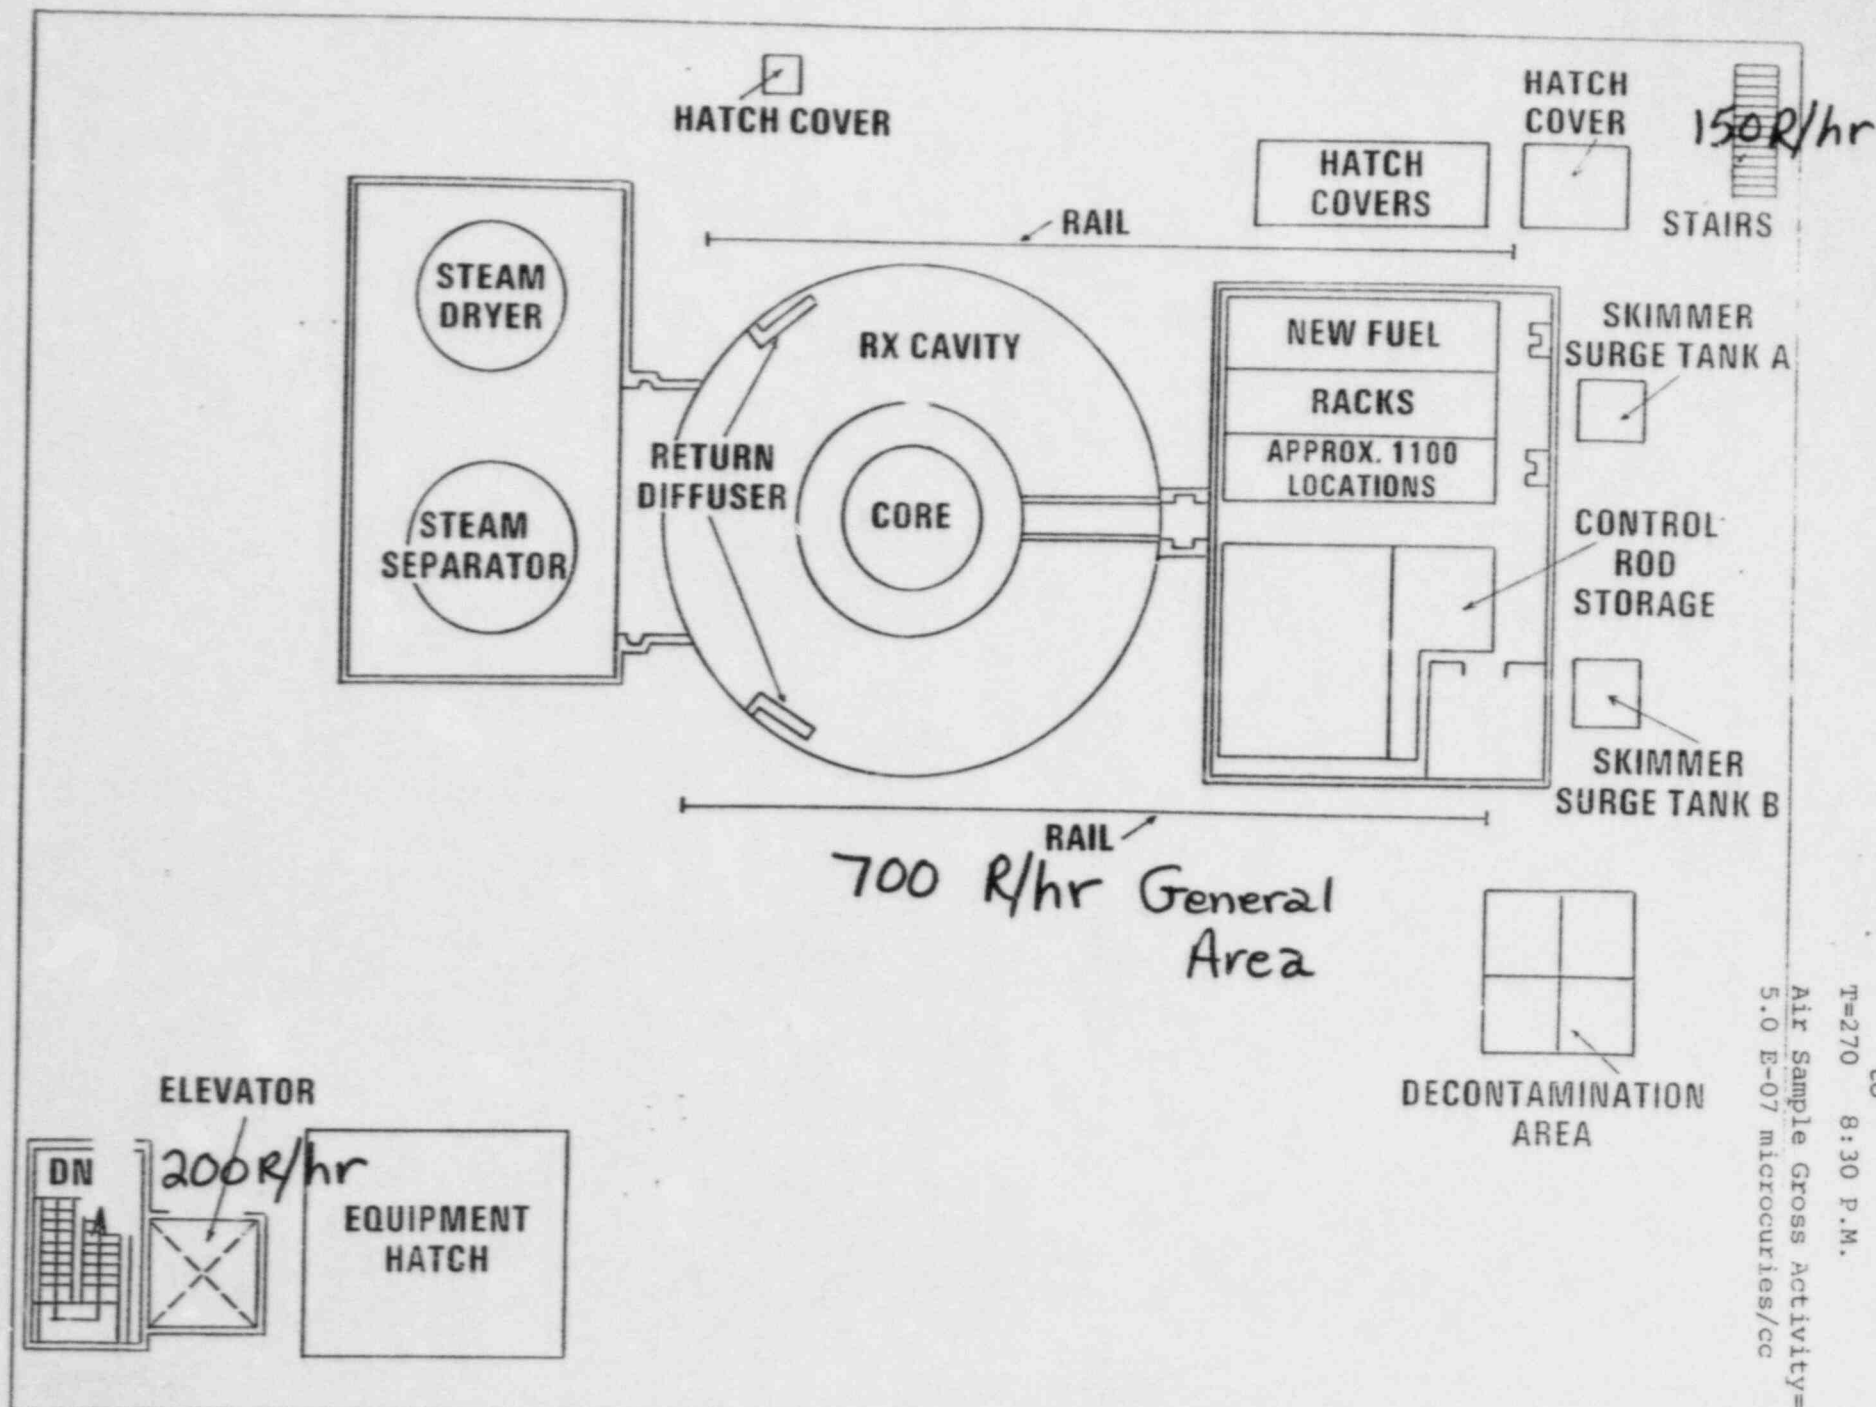 HATCH COVER
HATCH
COVER
150R/hr
HATCH
COVERS
STAIRS
RAIL
STEAM
DRYER
RX CAVITY
NEW FUEL
RACKS
APPROX. 1100
LOCATIONS
SKIMMER
SURGE TANK A
RETURN
DIFFUSER
CORE
STEAM
SEPARATOR
CONTROL
ROD
STORAGE
SKIMMER
SURGE TANK B
RAIL
700 R/hr General
Area
DECONTAMINATION
AREA
ELEVATOR
DN
200R/hr
EQUIPMENT
HATCH
T=270 8:30 P.M.
Air Sample Gross Activity=
5.0 E-07 microcuries/cc